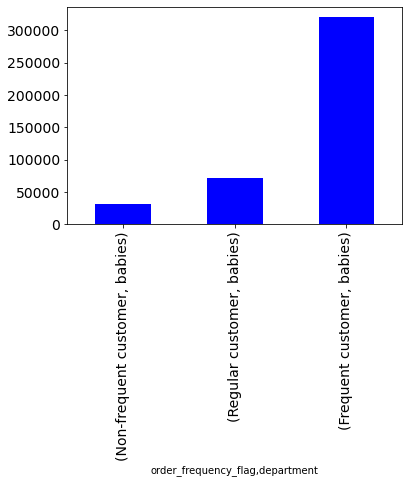 300000
250000
200000
150000
100000
50000
0
(Non-frequent customer, babies)
(Regular customer, babies)
(Frequent customer, babies)
order_frequency_flag,department